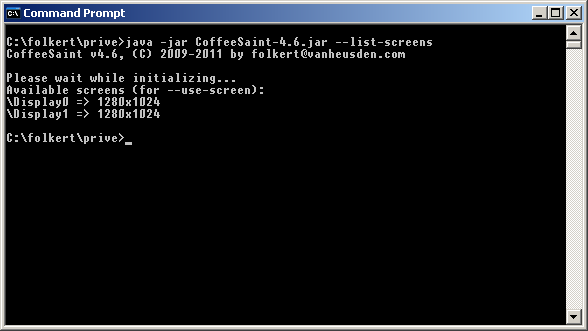 Command Prompt
C:\folkert\prive>java -jar CoffeeSaint-4.6.jar --list-screens
CoffeeSaint v4.6, (C) 2009-2011 by folkert@vanheusden.com
Please wait while initializing...
Available screens (for --use-screen):
\Display0 => 1280x1024
\Display1 => 1280x1024
C:\folkert\prive>_